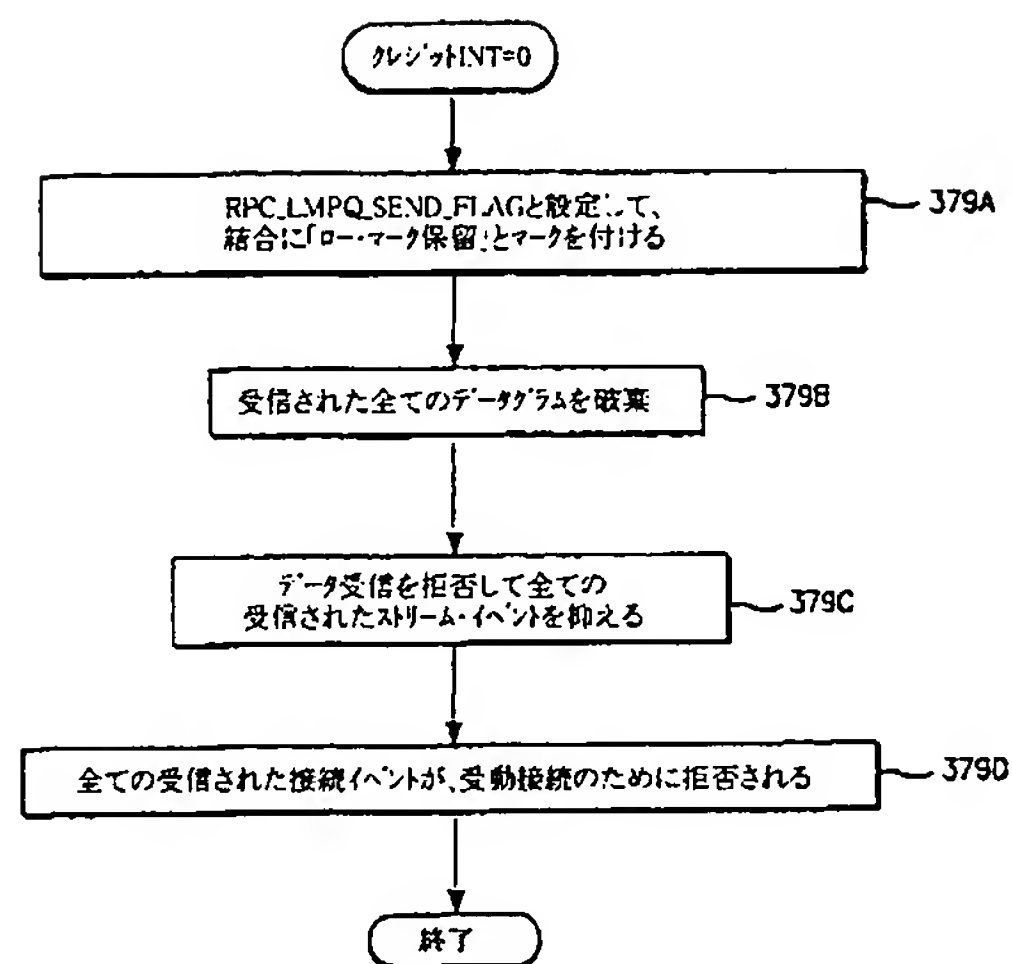 クレジットINT=0
RPC_LMPQ_SEND_FLAGと設定して、
結合に「ロー・マーク保留」とマークを付ける
379A
受信された全てのデータグラムを破棄
379B
データ受信を拒否して全ての
受信されたストリーム・イベントを抑える
379C
全ての受信された接続イベントが、受動接続のために拒否される
379D
終了